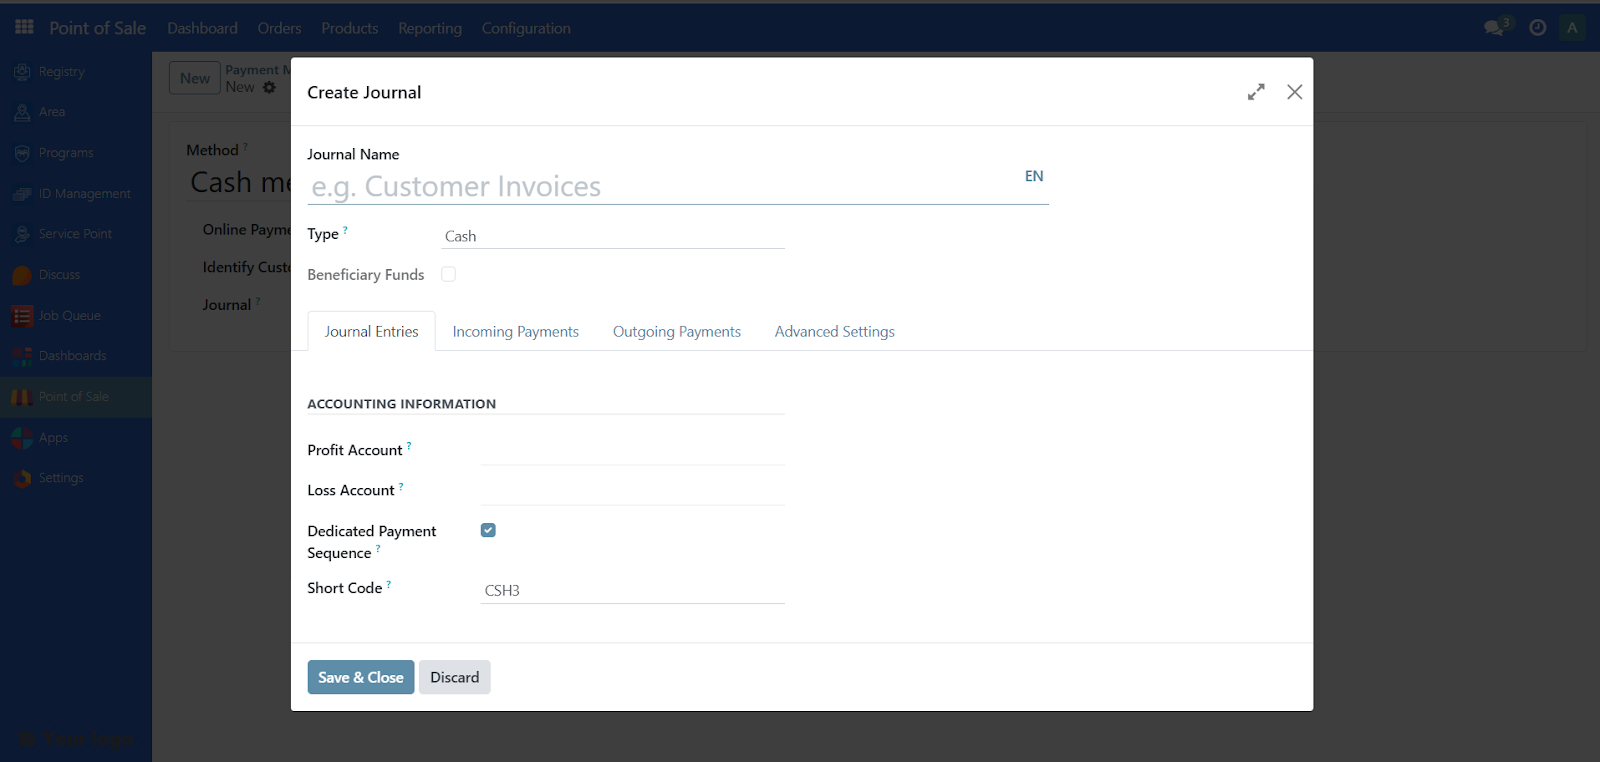 Point of Sale Dashboard Orders Products Reporting Configuration 3 A
Registry
Area
Programs
ID Management
Service Point
Discuss
Job Queue
Dashboards
Point of Sale
Apps
Settings
New Payment M
New
Method ?
Cash me
Online Payme
Identify Custo
Journal ?
Create Journal
Journal Name
e.g. Customer Invoices EN
Type ? Cash
Beneficiary Funds
Journal Entries Incoming Payments Outgoing Payments Advanced Settings
ACCOUNTING INFORMATION
Profit Account ?
Loss Account ?
Dedicated Payment
Sequence ?
Short Code ? CSH3
Save & Close Discard
Your logo